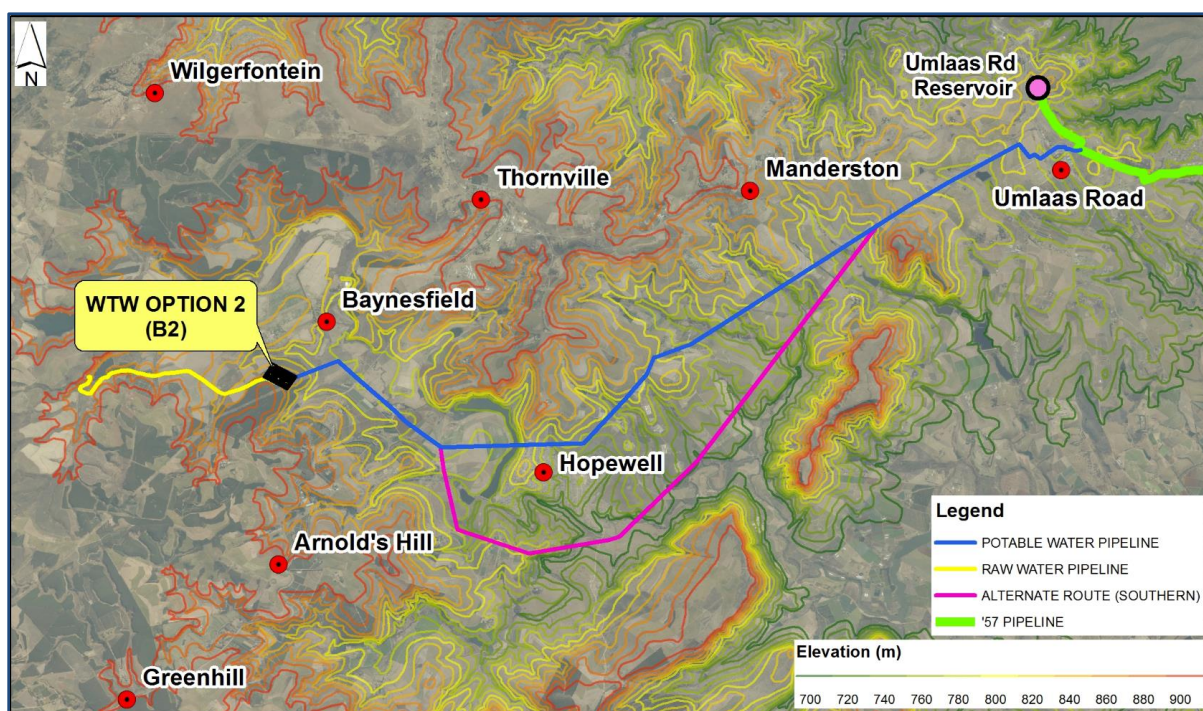 N
Wilgerfontein
Umlaas Rd
Reservoir
Thornville
Manderston
Umlaas Road
WTW OPTION 2
(B2)
Baynesfield
Hopewell
Arnold's Hill
Greenhill
Legend
POTABLE WATER PIPELINE
RAW WATER PIPELINE
ALTERNATE ROUTE (SOUTHERN)
'57 PIPELINE
Elevation (m)
700 720 740 760 780 800 820 840 860 880 900